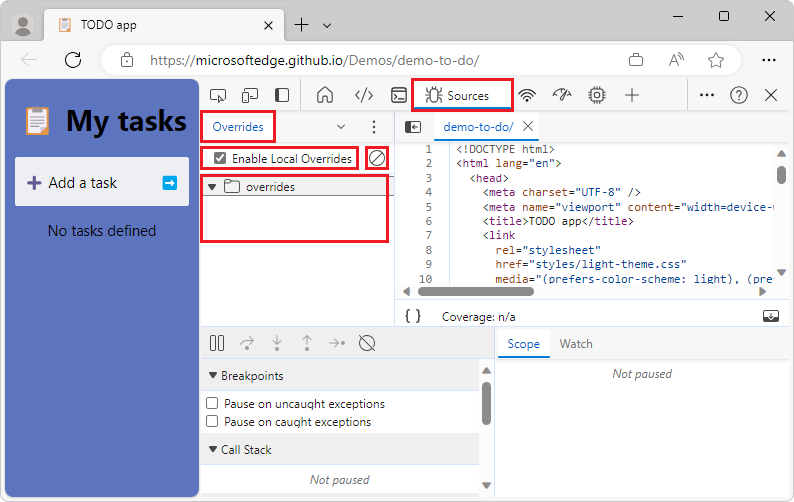 TODO app
https://microsoftedge.github.io/Demos/demo-to-do/
My tasks
Add a task
No tasks defined
Sources
Overrides
Enable Local Overrides
overrides
demo-to-do/
1 <!DOCTYPE html>
2 <html lang="en">
3 <head>
4 <meta charset="UTF-8" />
5 <meta name="viewport" content="width=device-
6 <title>TODO app</title>
7 <link
8 rel="stylesheet"
9 href="styles/light-theme.css"
10 media="(prefers-color-scheme: light), (pre
{ } Coverage: n/a
Breakpoints
Pause on uncaught exceptions
Pause on caught exceptions
Call Stack
Not paused
Scope Watch
Not paused